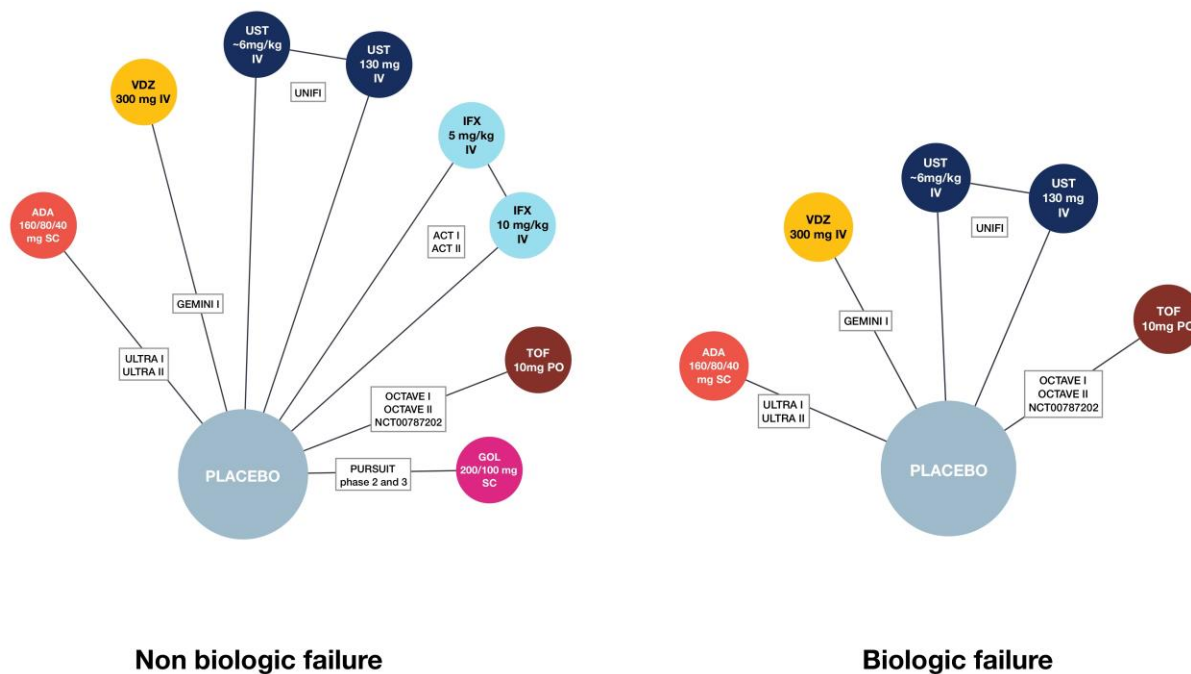 UST
~6mg/kg
IV
UST
130 mg
IV
UNIFI
VDZ
300 mg IV
IFX
5 mg/kg
IV
IFX
10 mg/kg
IV
ACT I
ACT II
ADA
160/80/40
mg SC
GEMINI I
ULTRA I
ULTRA II
TOF
10mg PO
OCTAVE I
OCTAVE II
NCT00787202
PLACEBO
PURSUIT
phase 2 and 3
GOL
200/100 mg
SC
Non biologic failure
UST
~6mg/kg
IV
UST
130 mg
IV
UNIFI
VDZ
300 mg IV
GEMINI I
TOF
10mg PO
ADA
160/80/40
mg SC
ULTRA I
ULTRA II
OCTAVE I
OCTAVE II
NCT00787202
PLACEBO
Biologic failure